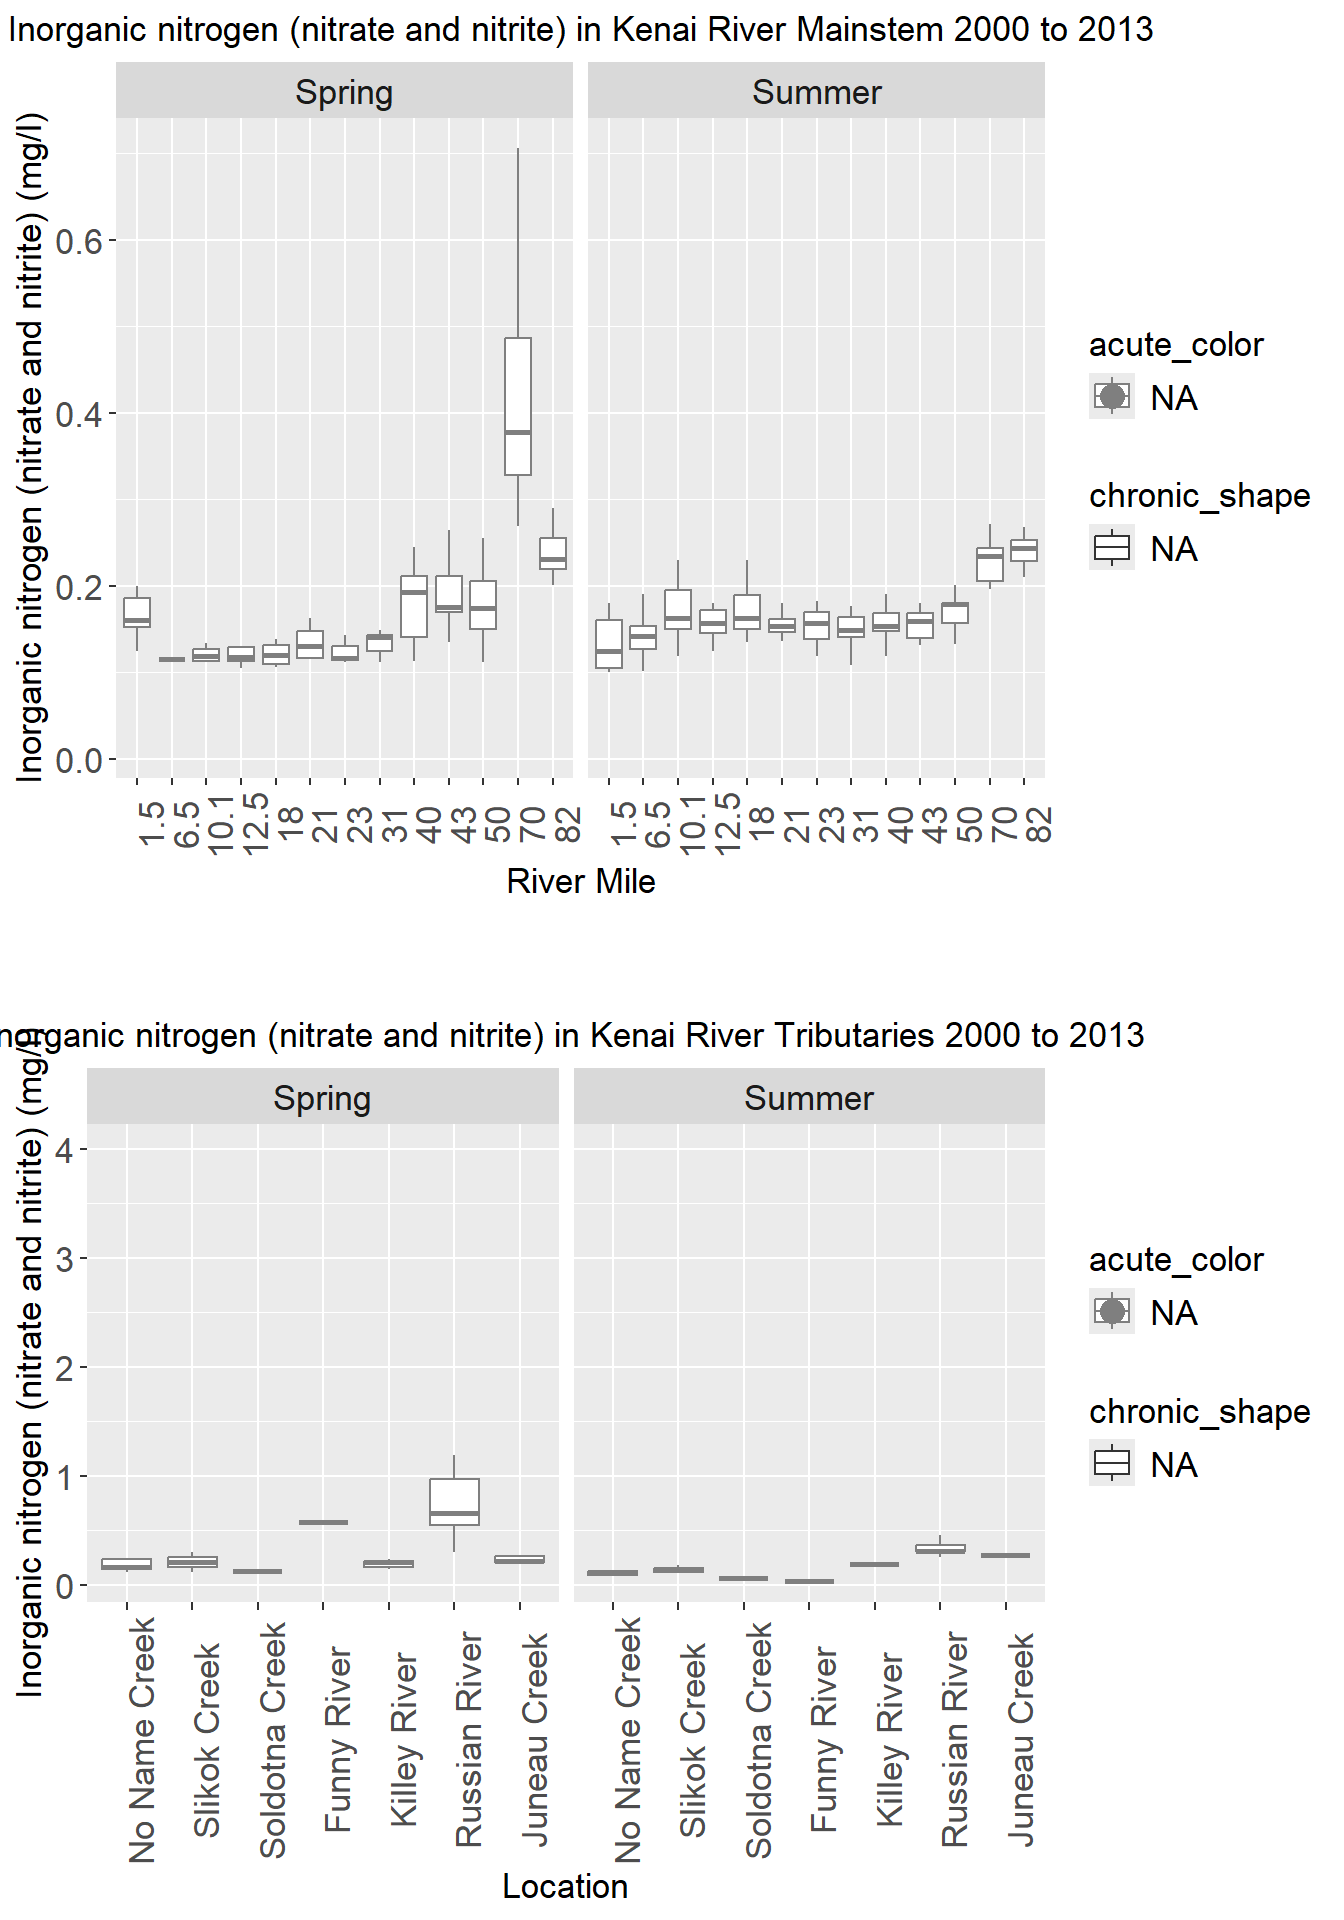 Inorganic nitrogen (nitrate and nitrite) in Kenai River Mainstem 2000 to 2013
Spring
Summer
Inorganic nitrogen (nitrate and nitrite) (mg/l)
0.6
0.4
0.2
0.0
1.5
6.5
10.1
12.5
18
21
23
31
40
43
50
70
82
1.5
6.5
10.1
12.5
18
21
23
31
40
43
50
70
82
River Mile
acute_color
NA
chronic_shape
NA
norganic nitrogen (nitrate and nitrite) in Kenai River Tributaries 2000 to 2013
Spring
Summer
Inorganic nitrogen (nitrate and nitrite) (mg/l)
4
3
2
1
0
No Name Creek
Slikok Creek
Soldotna Creek
Funny River
Killey River
Russian River
Juneau Creek
No Name Creek
Slikok Creek
Soldotna Creek
Funny River
Killey River
Russian River
Juneau Creek
Location
acute_color
NA
chronic_shape
NA